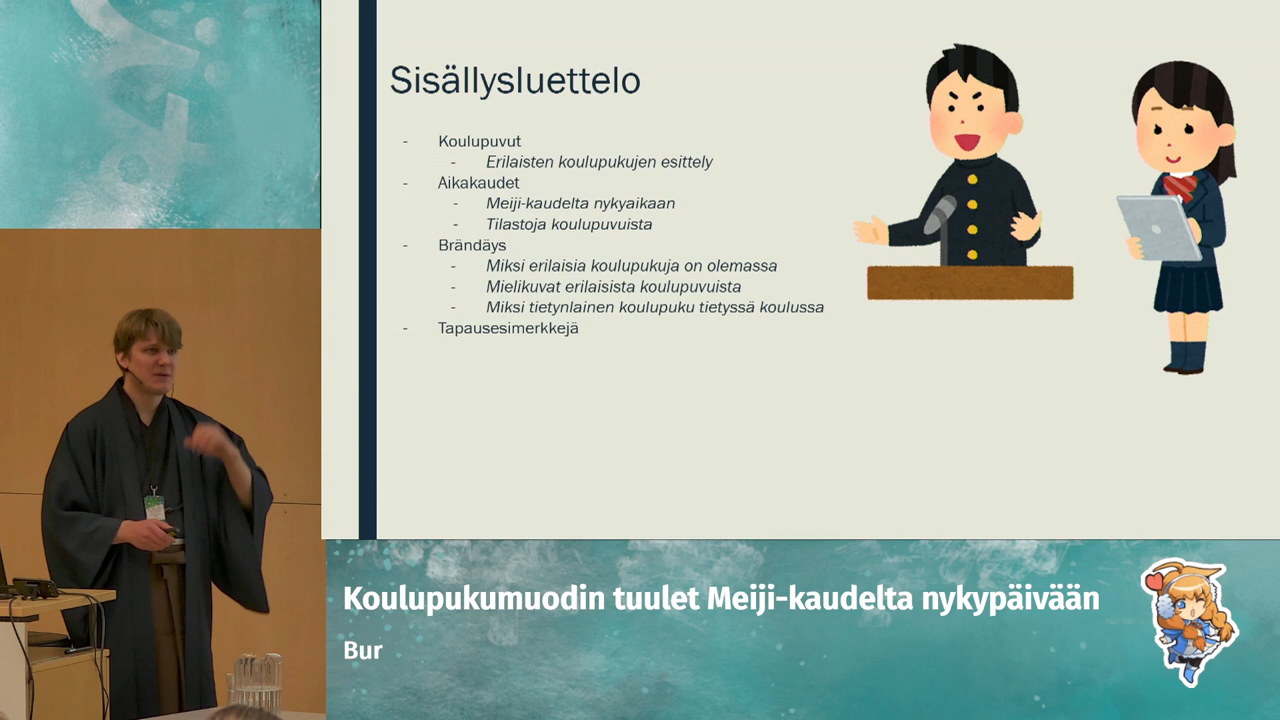 Sisällysluettelo
- Koulupuvut
- Erilaisten koulupukujen esittely
- Aikakaudet
- Meiji-kaudelta nykyaikaan
- Tilastoja koulupuvuista
- Brändäys
- Miksi erilaisia koulupukuja on olemassa
- Mielikuvat erilaisista koulupuvuista
- Miksi tietynlainen koulupuku tietyssä koulussa
- Tapausesimerkkejä
Koulupukumuodin tuulet Meiji-kaudelta nykypäivään
Bur